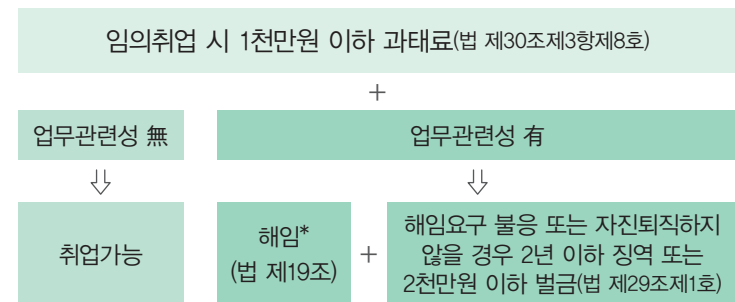 임의취업 시 1천만원 이하 과태료(법 제30조제3항제8호)
+
업무관련성 無
업무관련성 有
취업가능
해임*
(법 제19조)
+
해임요구 불응 또는 자진퇴직하지
않을 경우 2년 이하 징역 또는
2천만원 이하 벌금(법 제29조제1호)